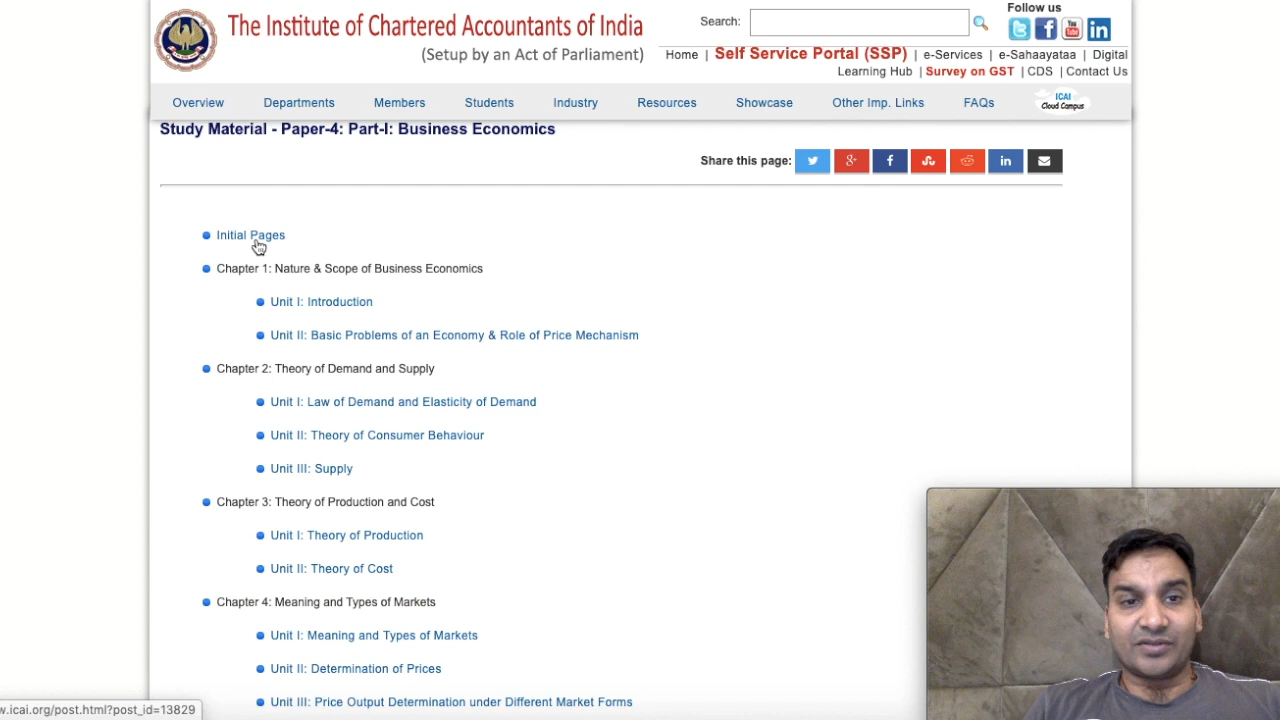 The Institute of Chartered Accountants of India
(Setup by an Act of Parliament)
Search:
Follow us
Home | Self Service Portal (SSP) | e-Services | e-Sahaayataa | Digital
Learning Hub | Survey on GST | CDS | Contact Us
Overview Departments Members Students Industry Resources Showcase Other Imp. Links FAQs ICAI
Cloud Campus
Study Material - Paper-4: Part-I: Business Economics
Share this page:
Initial Pages
Chapter 1: Nature & Scope of Business Economics
Unit I: Introduction
Unit II: Basic Problems of an Economy & Role of Price Mechanism
Chapter 2: Theory of Demand and Supply
Unit I: Law of Demand and Elasticity of Demand
Unit II: Theory of Consumer Behaviour
Unit III: Supply
Chapter 3: Theory of Production and Cost
Unit I: Theory of Production
Unit II: Theory of Cost
Chapter 4: Meaning and Types of Markets
Unit I: Meaning and Types of Markets
Unit II: Determination of Prices
Unit III: Price Output Determination under Different Market Forms
w.icai.org/post.html?post_id=13829